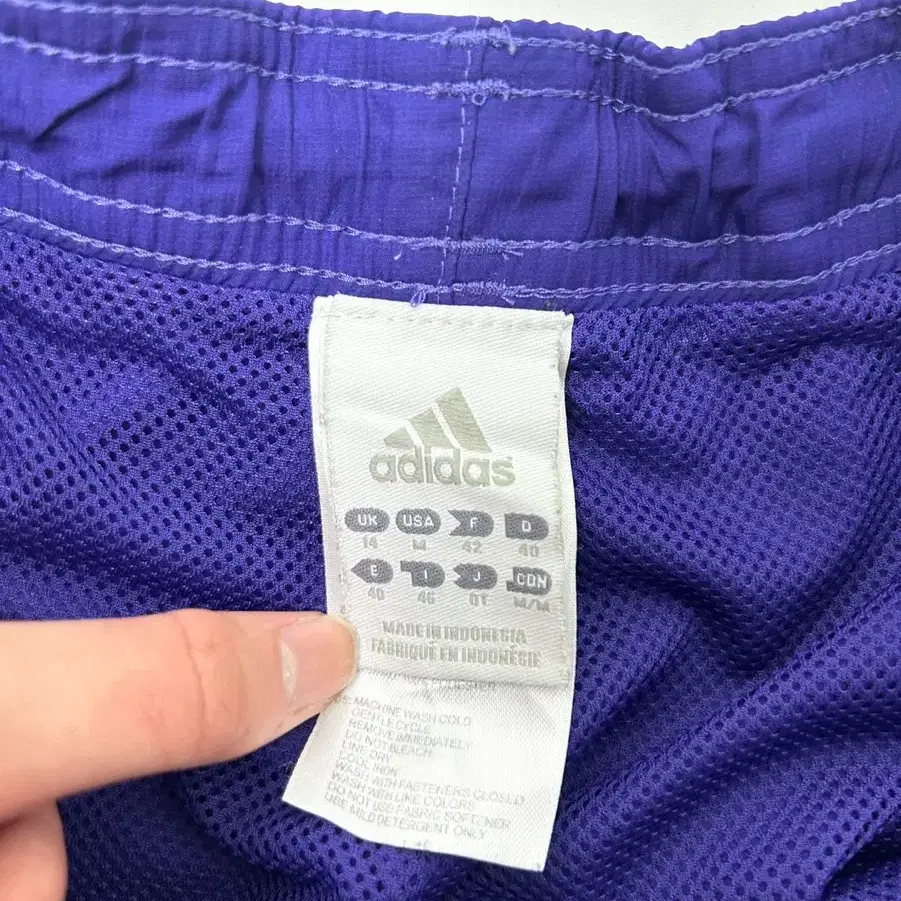 adidas
UK USA F D
14 M 42 40
E I J CDN
40 46 OT M/M
MADE IN INDONESIA
FABRIQUÉ EN INDONÉSIE
MACHINE WASH COLD
GENTLE CYCLE
REMOVE IMMEDIATELY
DO NOT BLEACH
LINE DRY
COOL IRON
WASH WITH FASTENERS CLOSED
WASH WITH LIKE COLORS
DO NOT USE FABRIC SOFTENER
USE MILD DETERGENT ONLY